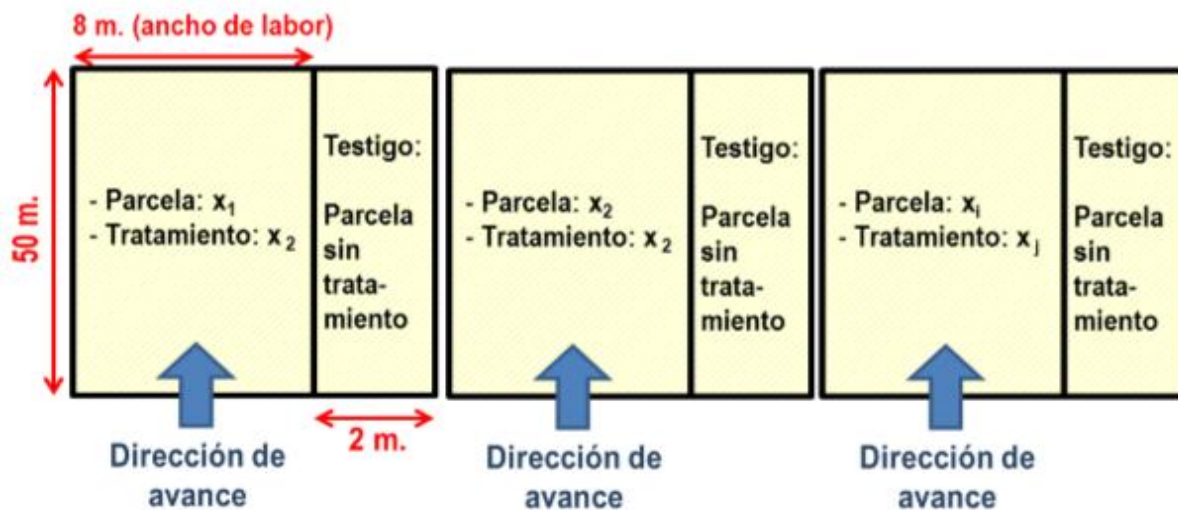 8 m. (ancho de labor)
50 m.
- Parcela: x₁
- Tratamiento: x₂
Testigo:
Parcela
sin
trata-
miento
- Parcela: x₂
- Tratamiento: x₂
Testigo:
Parcela
sin
trata-
miento
- Parcela: xᵢ
- Tratamiento: xⱼ
Testigo:
Parcela
sin
trata-
miento
2 m.
Dirección de
avance
Dirección de
avance
Dirección de
avance